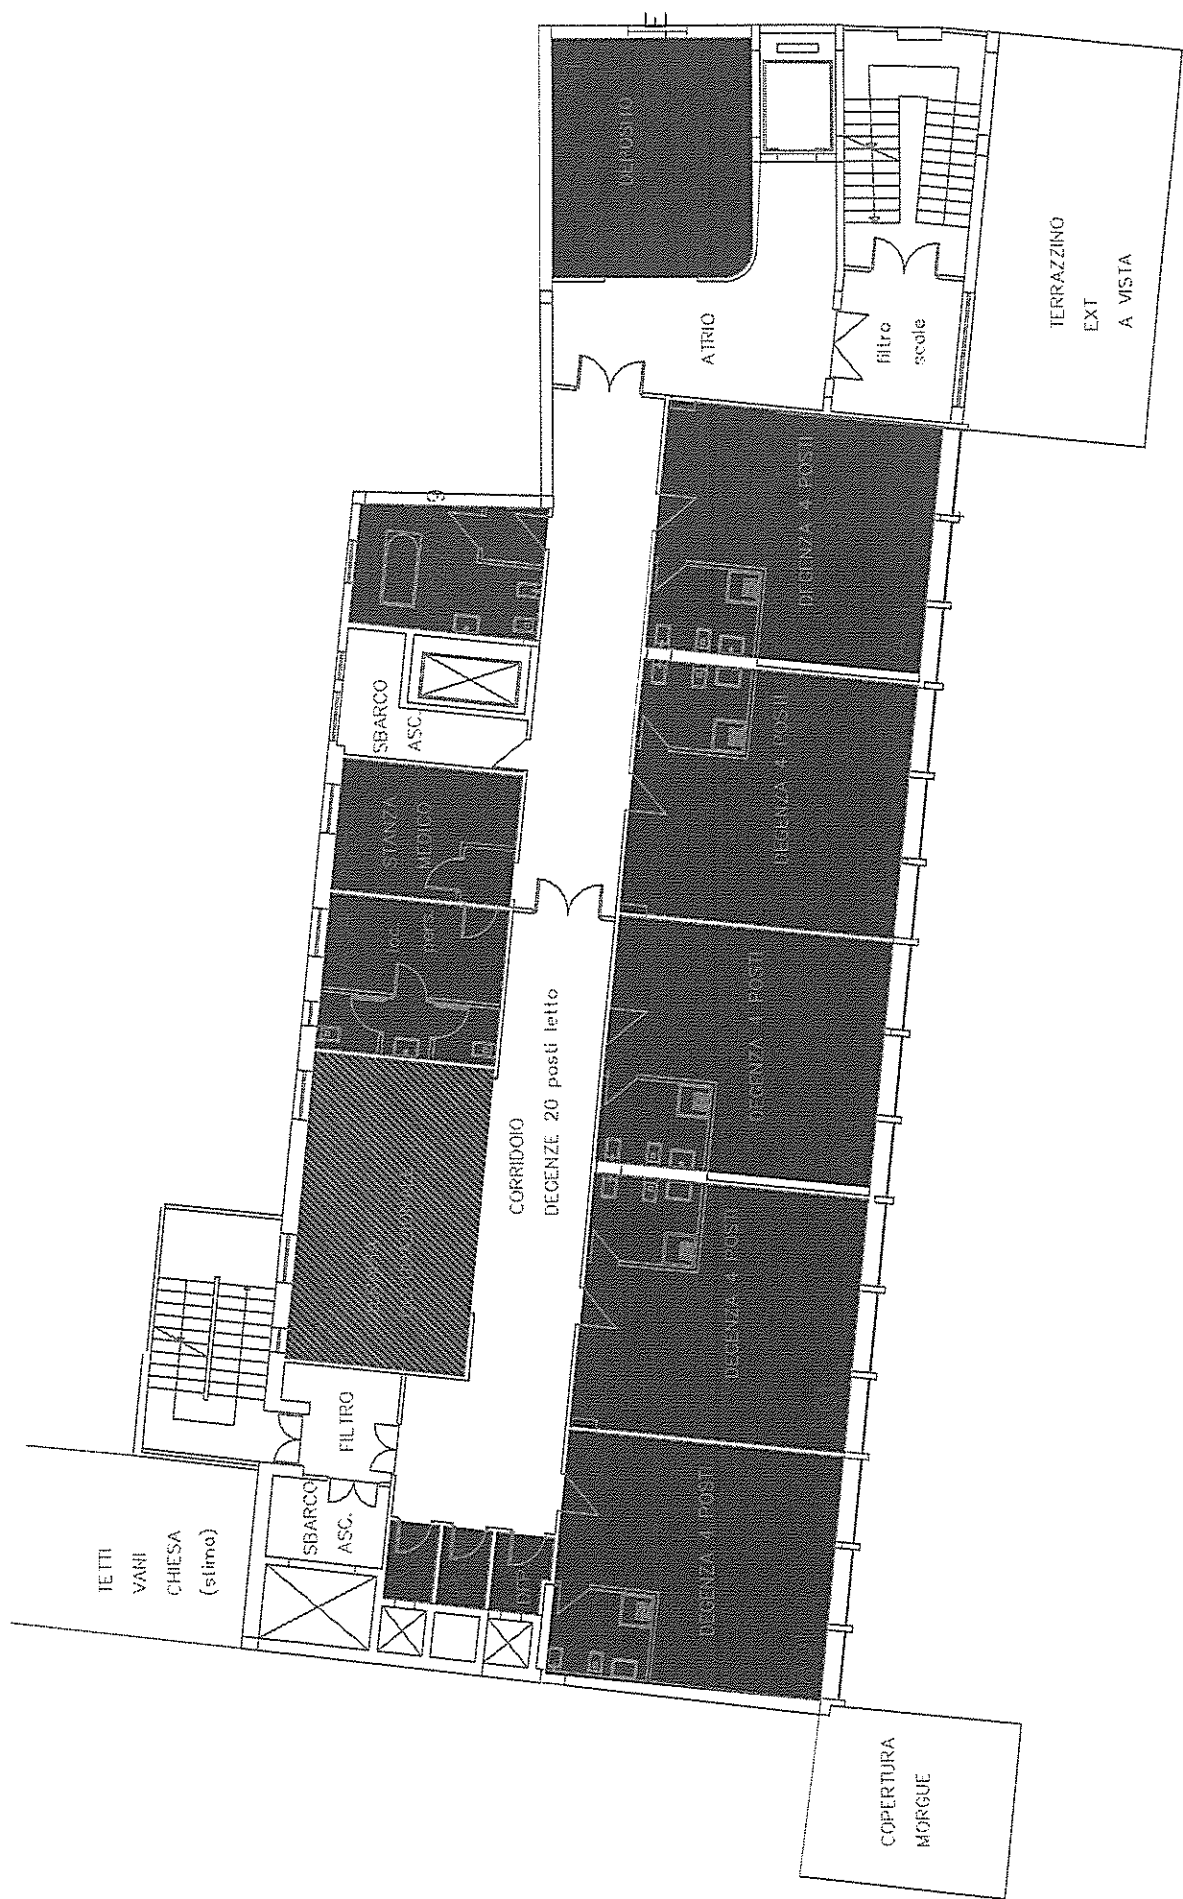 TETTI
VANI
CHIESA
(stima)
SBARCO
ASC.
FILTRO
CORRIDOIO
DEGENZE 20 posti letto
STANZA
MEDICO
SBARCO
ASC.
DEPOSITO
ATRIO
filtro
scale
TERRAZZINO
EXT
A VISTA
DEGENZA 4 POSTI
DEGENZA 4 POSTI
DEGENZA 4 POSTI
DEGENZA 4 POSTI
DEGENZA 4 POSTI
COPERTURA
MORGUE